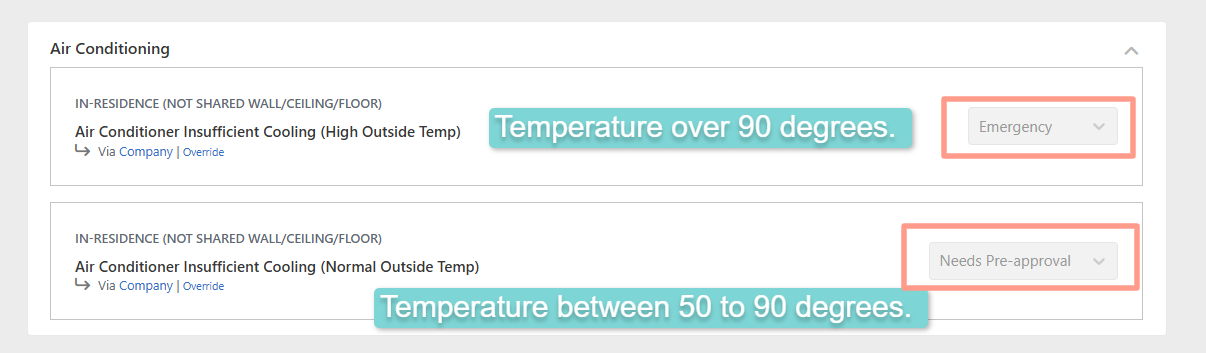 Air Conditioning
IN-RESIDENCE (NOT SHARED WALL/CEILING/FLOOR)
Air Conditioner Insufficient Cooling (High Outside Temp)
Via Company | Override
Temperature over 90 degrees.
Emergency
IN-RESIDENCE (NOT SHARED WALL/CEILING/FLOOR)
Air Conditioner Insufficient Cooling (Normal Outside Temp)
Via Company | Override
Needs Pre-approval
Temperature between 50 to 90 degrees.